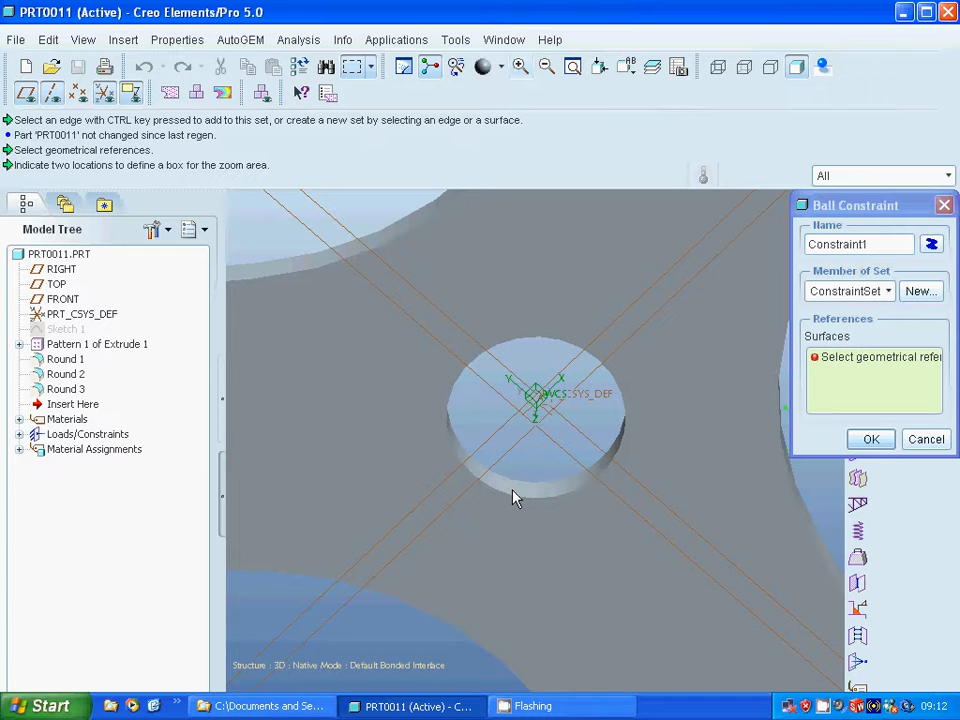 PRT0011 (Active) - Creo Elements/Pro 5.0
File Edit View Insert Properties AutoGEM Analysis Info Applications Tools Window Help
Select an edge with CTRL key pressed to add to this set, or create a new set by selecting an edge or a surface.
Part 'PRT0011' not changed since last regen.
Select geometrical references.
Indicate two locations to define a box for the zoom area.
All
Model Tree
PRT0011.PRT
RIGHT
TOP
FRONT
PRT_CSYS_DEF
Sketch 1
Pattern 1 of Extrude 1
Round 1
Round 2
Round 3
Insert Here
Materials
Loads/Constraints
Material Assignments
Y X
WCS SYS_DEF
Z
Structure : 3D : Native Mode : Default Bonded Interface
Ball Constraint
Name
Constraint1
Member of Set
ConstraintSet New...
References
Surfaces
Select geometrical refer
OK Cancel
Start C:\Documents and Se... PRT0011 (Active) - C... Flashing 09:12